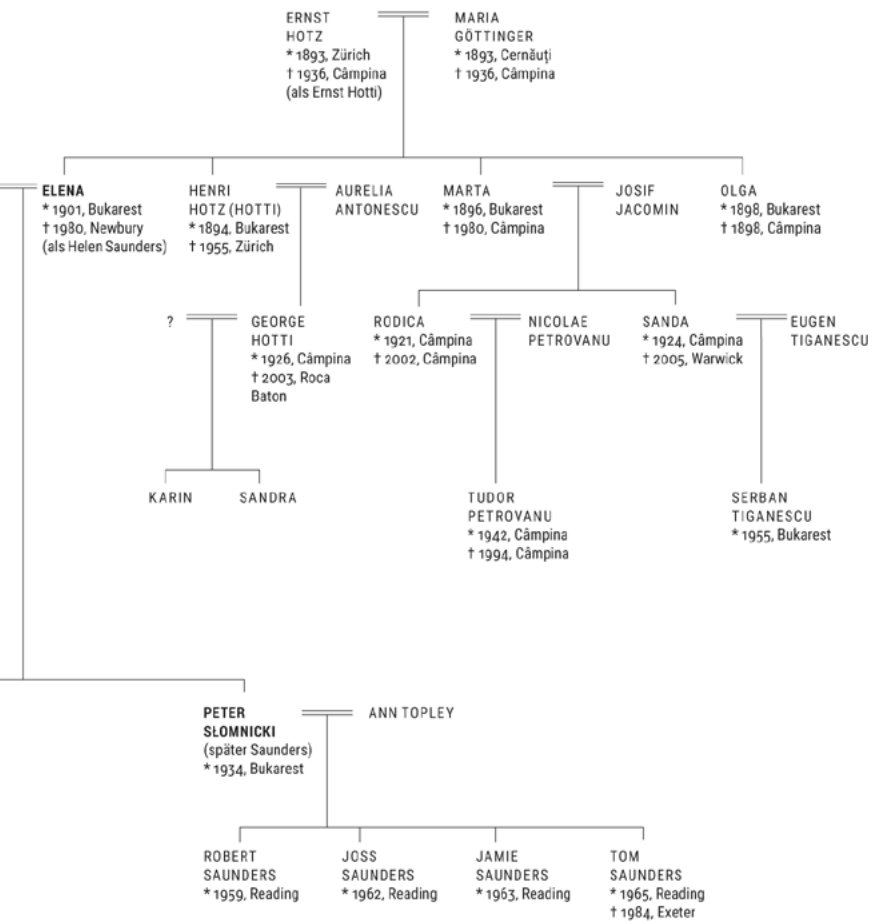 ERNST
HOTZ
* 1893, Zürich
† 1936, Câmpina
(als Ernst Hotti)
MARIA
GÖTTINGER
* 1893, Cernăuți
† 1936, Câmpina
ELENA
* 1901, Bukarest
† 1980, Newbury
(als Helen Saunders)
HENRI
HOTZ (HOTTI)
* 1894, Bukarest
† 1955, Zürich
AURELIA
ANTONESCU
MARTA
* 1896, Bukarest
† 1980, Câmpina
JOSIF
JACOMIN
OLGA
* 1898, Bukarest
† 1898, Câmpina
?
GEORGE
HOTTI
* 1926, Câmpina
† 2003, Roca
Baton
RODICA
* 1921, Câmpina
† 2002, Câmpina
NICOLAE
PETROVANU
SANDA
* 1924, Câmpina
† 2005, Warwick
EUGEN
TIGANESCU
KARIN
SANDRA
TUDOR
PETROVANU
* 1942, Câmpina
† 1994, Câmpina
SERBAN
TIGANESCU
* 1955, Bukarest
PETER
SŁOMNICKI
(später Saunders)
* 1934, Bukarest
ANN TOPLEY
ROBERT
SAUNDERS
* 1959, Reading
JOSS
SAUNDERS
* 1962, Reading
JAMIE
SAUNDERS
* 1963, Reading
TOM
SAUNDERS
* 1965, Reading
† 1984, Exeter